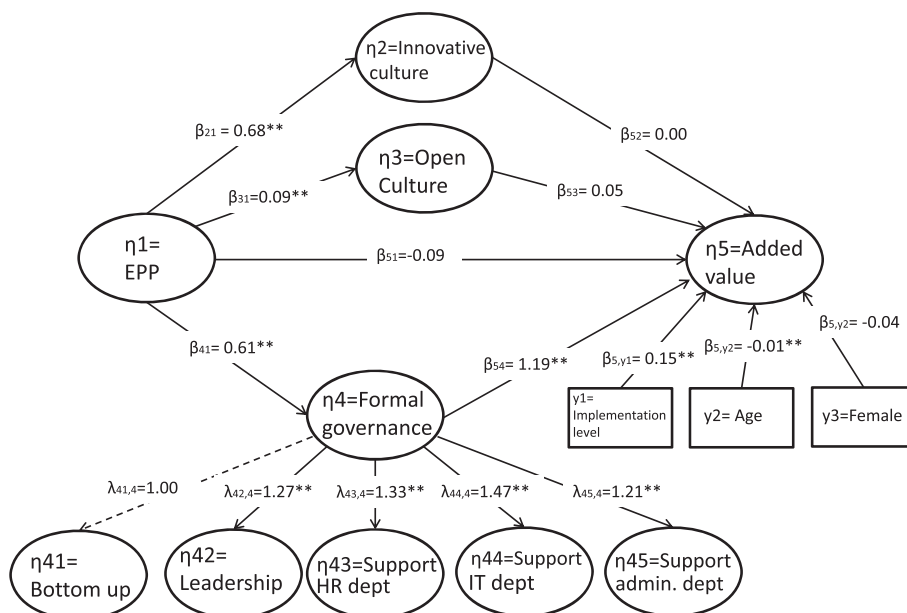 η2=Innovative
culture
β21 = 0.68**
β52= 0.00
η3=Open
Culture
β31=0.09**
β53= 0.05
η1=
EPP
β51=-0.09
η5=Added
value
β41= 0.61**
β54= 1.19**
β5,y1= 0.15**
β5,y2= -0.01**
β5,y2= -0.04
η4=Formal
governance
y1=
Implementation
level
y2= Age
y3=Female
λ41,4=1.00
λ42,4=1.27**
λ43,4=1.33**
λ44,4=1.47**
λ45,4=1.21**
η41=
Bottom up
η42=
Leadership
η43=Support
HR dept
η44=Support
IT dept
η45=Support
admin. dept